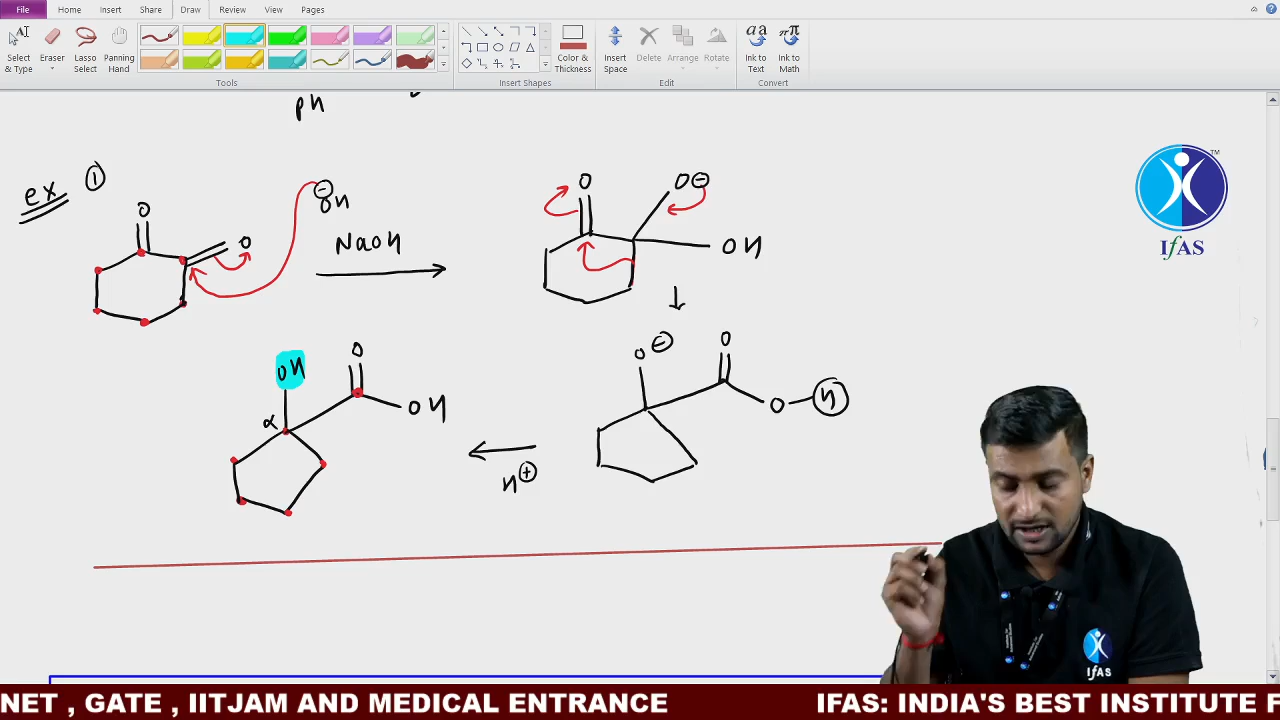 File Home Insert Share Draw Review View Pages
Select & Type Eraser Lasso Select Panning Hand Color & Thickness Insert Space Delete Arrange Rotate Ink to Text Ink to Math
Tools Insert Shapes Edit Convert
ph
ex ① O ⊖OH NaOH O
O O⊖ OH
TM
IFAS
OH α O OH
H⊕
O⊖ O O H
IFAS
NET , GATE , IITJAM AND MEDICAL ENTRANCE IFAS: INDIA'S BEST INSTITUTE F